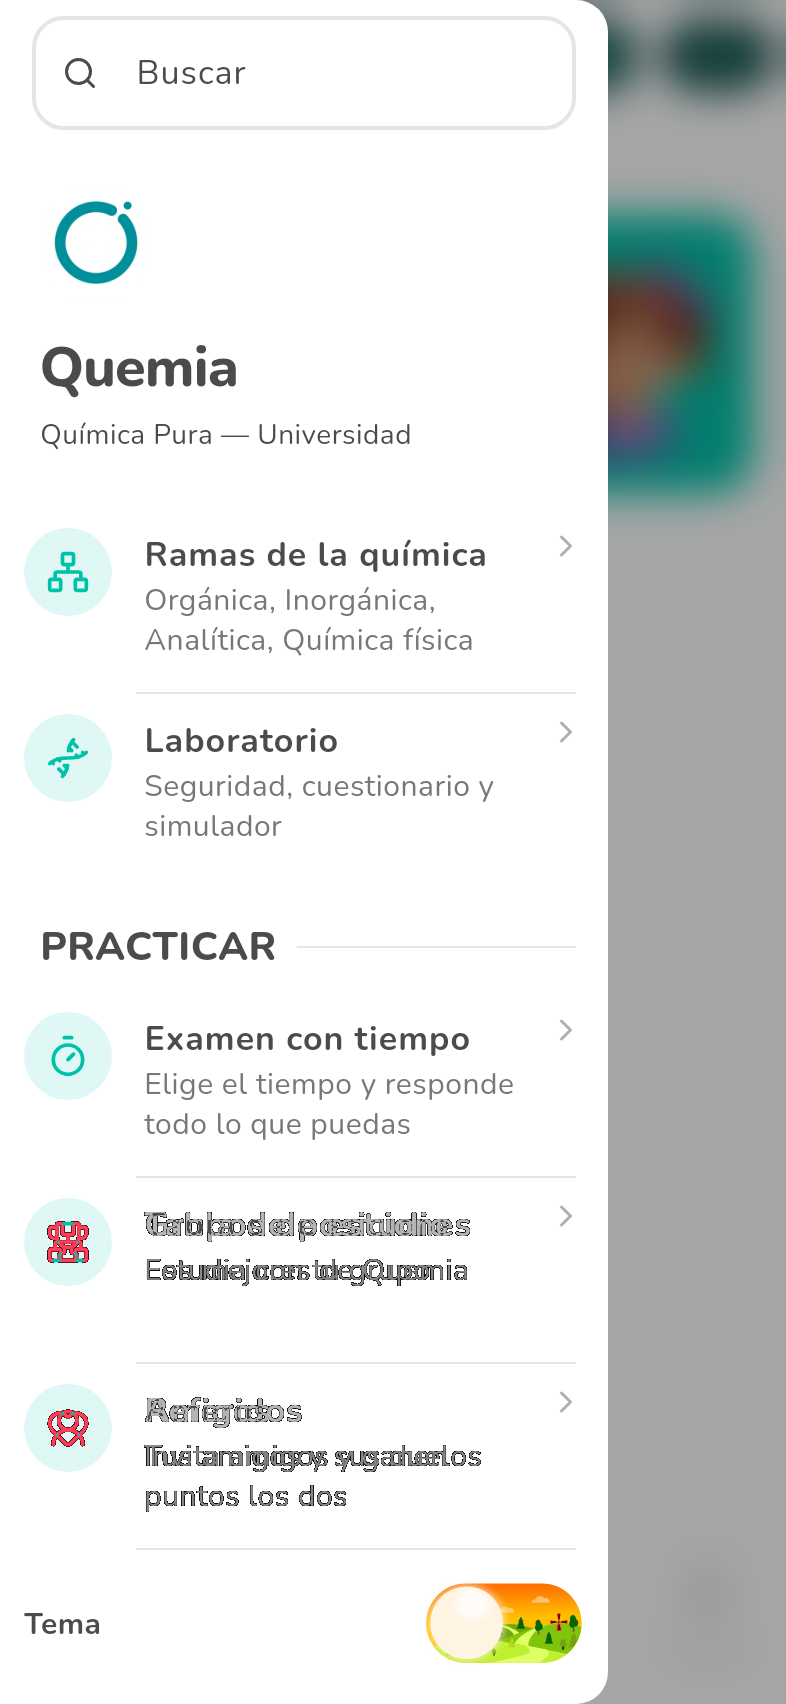 Buscar
Quemia
Química Pura — Universidad
Ramas de la química
Orgánica, Inorgánica,
Analítica, Química física
Laboratorio
Seguridad, cuestionario y
simulador
PRACTICAR
Examen con tiempo
Elige el tiempo y responde
todo lo que puedas
puntos los dos
Tema